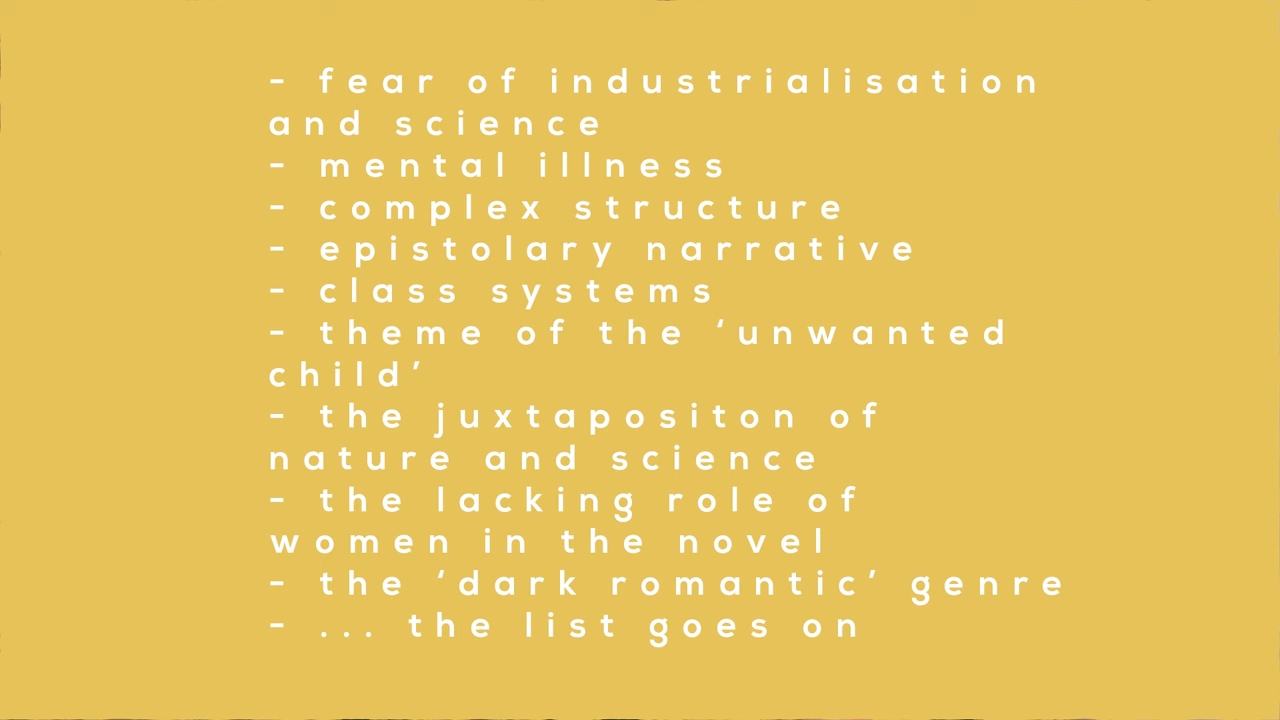 - fear of industrialisation
and science
- mental illness
- complex structure
- epistolary narrative
- class systems
- theme of the ‘unwanted
child’
- the juxtapositon of
nature and science
- the lacking role of
women in the novel
- the ‘dark romantic’ genre
- ... the list goes on